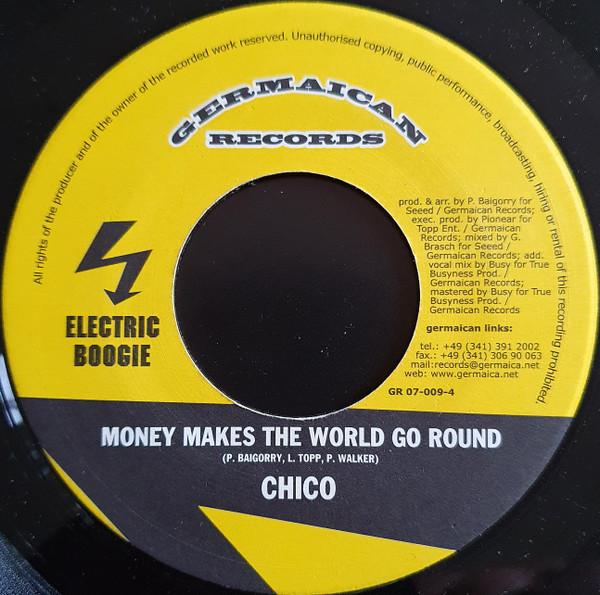 All rights of the producer and of the owner of the recorded work reserved. Unauthorised copying, public performance, broadcasting, hiring or rental of this recording prohibited.
GERMAICAN
RECORDS
prod. & arr. by P. Baigorry for
Seeed / Germaican Records;
exec. prod. by Pionear for
Topp Ent. / Germaican
Records; mixed by G.
Brasch for Seeed /
Germaican Records; add.
vocal mix by Busy for True
Busyness Prod. /
Germaican Records;
mastered by Busy for True
Busyness Prod. /
Germaican Records
germaican links:
tel.: +49 (341) 391 2002
fax.: +49 (341) 306 90 063
mail:records@germaica.net
web: www.germaica.net
GR 07-009-4
ELECTRIC
BOOGIE
MONEY MAKES THE WORLD GO ROUND
(P. BAIGORRY, L. TOPP, P. WALKER)
CHICO